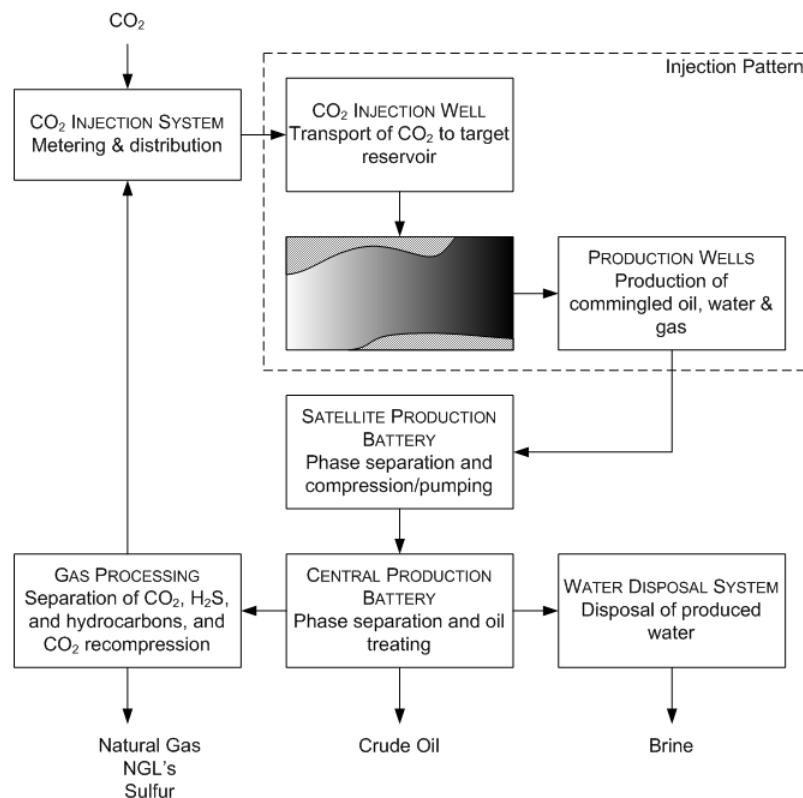 CO₂
Injection Pattern
CO₂ INJECTION SYSTEM
Metering & distribution
CO₂ INJECTION WELL
Transport of CO₂ to target
reservoir
PRODUCTION WELLS
Production of
commingled oil, water &
gas
SATELLITE PRODUCTION
BATTERY
Phase separation and
compression/pumping
GAS PROCESSING
Separation of CO₂, H₂S,
and hydrocarbons, and
CO₂ recompression
CENTRAL PRODUCTION
BATTERY
Phase separation and oil
treating
WATER DISPOSAL SYSTEM
Disposal of produced
water
Natural Gas
NGL's
Sulfur
Crude Oil
Brine